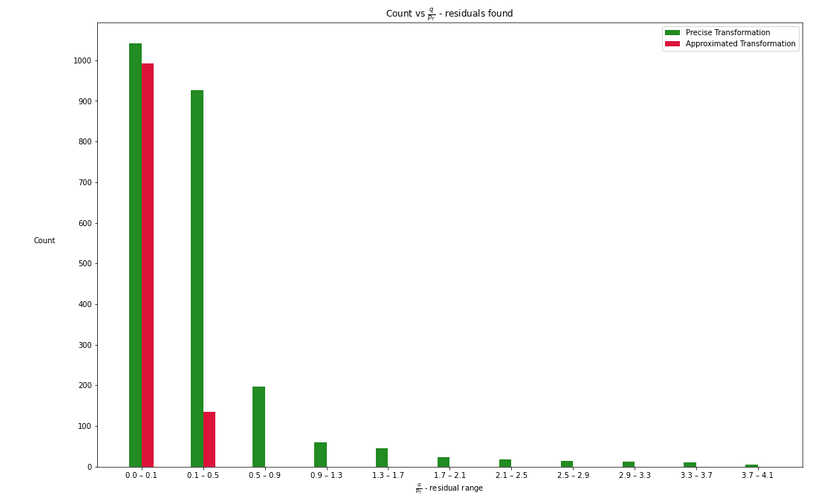 Count vs q/p_T - residuals found
Precise Transformation
Approximated Transformation
1000
900
800
700
600
500
400
300
200
100
0
Count
0.0 – 0.1 0.1 – 0.5 0.5 – 0.9 0.9 – 1.3 1.3 – 1.7 1.7 – 2.1 2.1 – 2.5 2.5 – 2.9 2.9 – 3.3 3.3 – 3.7 3.7 – 4.1
q/p_T - residual range